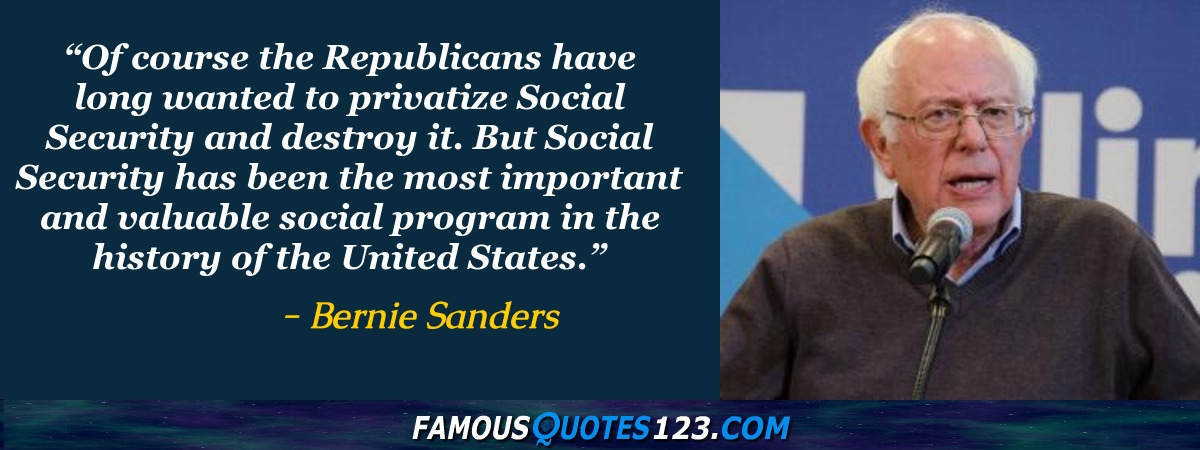 “Of course the Republicans have
long wanted to privatize Social
Security and destroy it. But Social
Security has been the most important
and valuable social program in the
history of the United States.”
– Bernie Sanders
lin
FAMOUSQUOTES123.COM